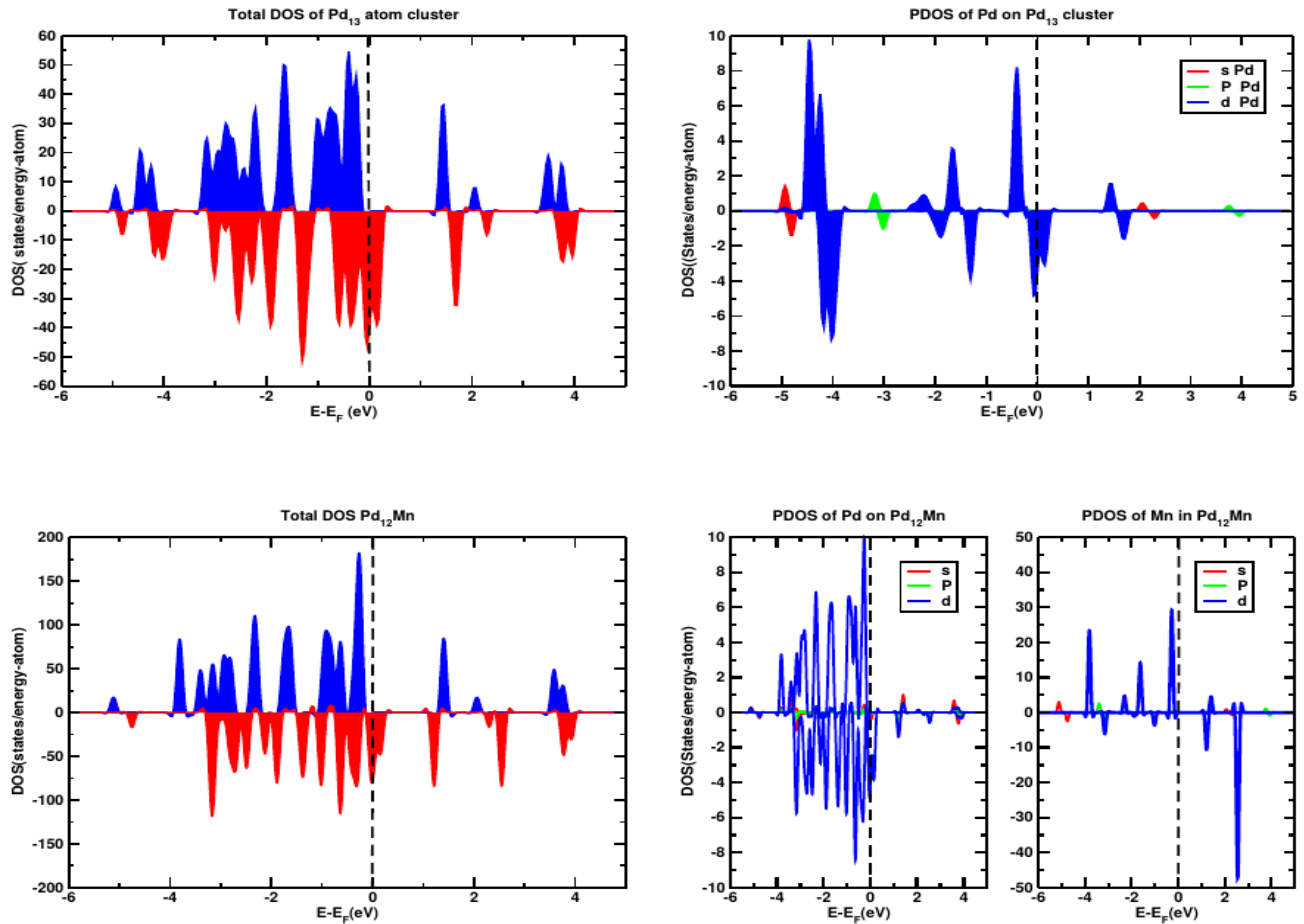 Total DOS of Pd₁₃ atom cluster
60
50
40
30
20
10
0
-10
-20
-30
-40
-50
-60
DOS( states/energy-atom)
-6 -4 -2 0 2 4
E-E_F (eV)
PDOS of Pd on Pd₁₃ cluster
s Pd
P Pd
d Pd
10
8
6
4
2
0
-2
-4
-6
-8
-10
DOS((States/energy-atom)
-6 -5 -4 -3 -2 -1 0 1 2 3 4 5
E-E_F(eV)
Total DOS Pd₁₂Mn
200
150
100
50
0
-50
-100
-150
-200
DOS(states/energy-atom)
-6 -4 -2 0 2 4
E-E_F(eV)
PDOS of Pd on Pd₁₂Mn
s
P
d
10
8
6
4
2
0
-2
-4
-6
-8
-10
DOS(States/energy-atom)
-6 -4 -2 0 2 4
E-E_F(eV)
PDOS of Mn in Pd₁₂Mn
s
P
d
50
40
30
20
10
0
-10
-20
-30
-40
-50
-6 -4 -2 0 2 4
E-E_F(eV)